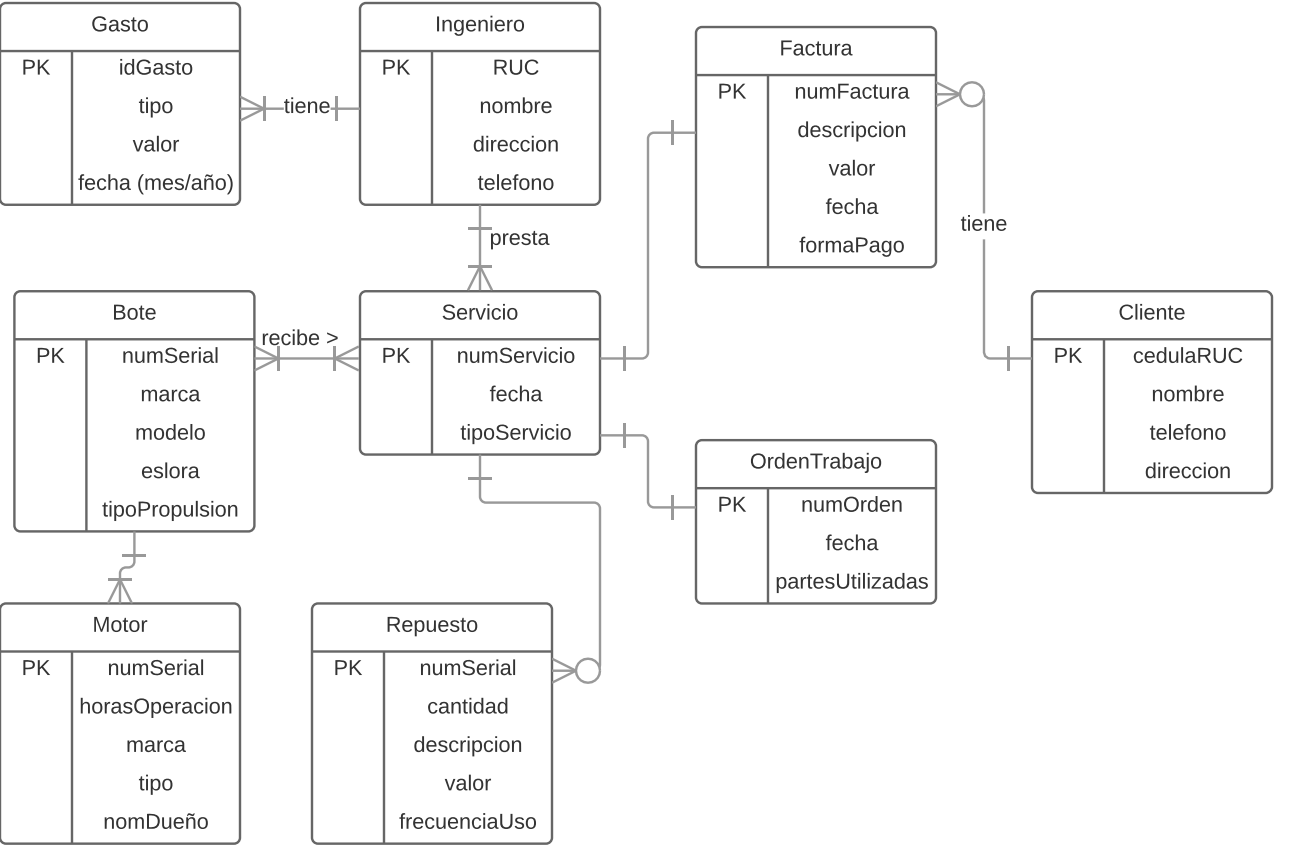 Gasto
PK
idGasto
tipo
valor
fecha (mes/año)
tiene
Ingeniero
PK
RUC
nombre
direccion
telefono
presta
Factura
PK
numFactura
descripcion
valor
fecha
formaPago
tiene
Bote
PK
numSerial
marca
modelo
eslora
tipoPropulsion
recibe >
Servicio
PK
numServicio
fecha
tipoServicio
Cliente
PK
cedulaRUC
nombre
telefono
direccion
OrdenTrabajo
PK
numOrden
fecha
partesUtilizadas
Motor
PK
numSerial
horasOperacion
marca
tipo
nomDueño
Repuesto
PK
numSerial
cantidad
descripcion
valor
frecuenciaUso